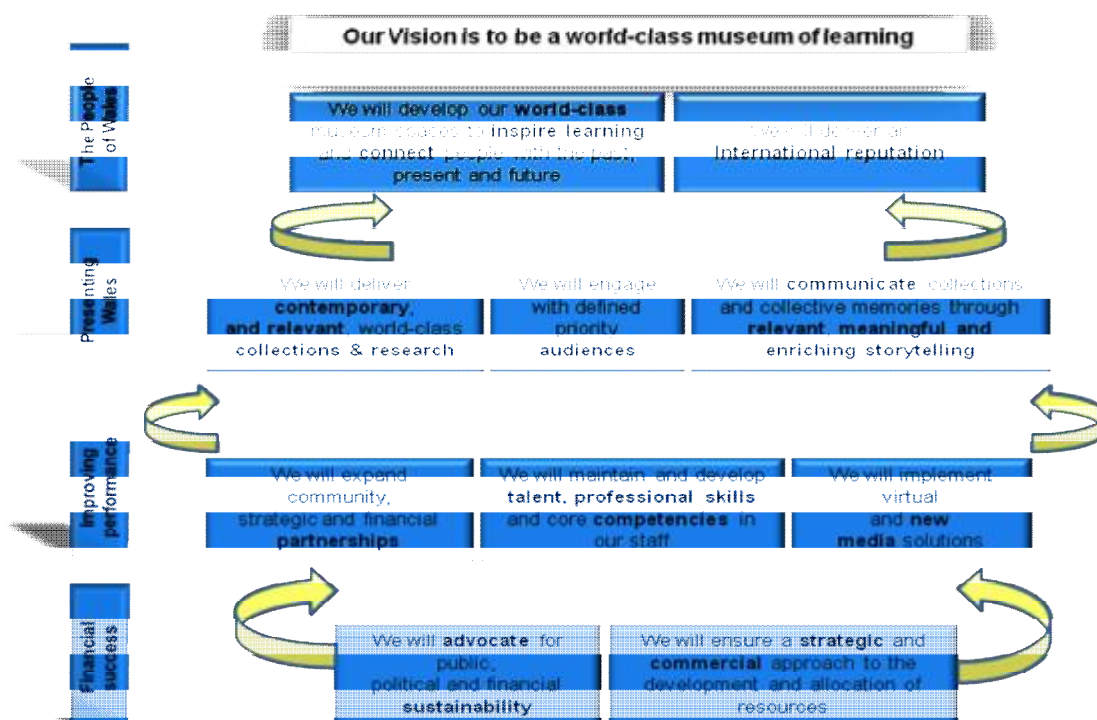 Our Vision is to be a world-class museum of learning
The People
of Wales
We will develop our world-class
museum spaces to inspire learning
and connect people with the past,
present and future
We will deliver an
International reputation
Presenting
Wales
We will deliver
contemporary,
and relevant, world-class
collections & research
We will engage
with defined
priority
audiences
We will communicate collections
and collective memories through
relevant, meaningful and
enriching storytelling
Improving
performance
We will expand
community,
strategic and financial
partnerships
We will maintain and develop
talent, professional skills
and core competencies in
our staff
We will implement
virtual
and new
media solutions
Financial
success
We will advocate for
public,
political and financial
sustainability
We will ensure a strategic and
commercial approach to the
development and allocation of
resources